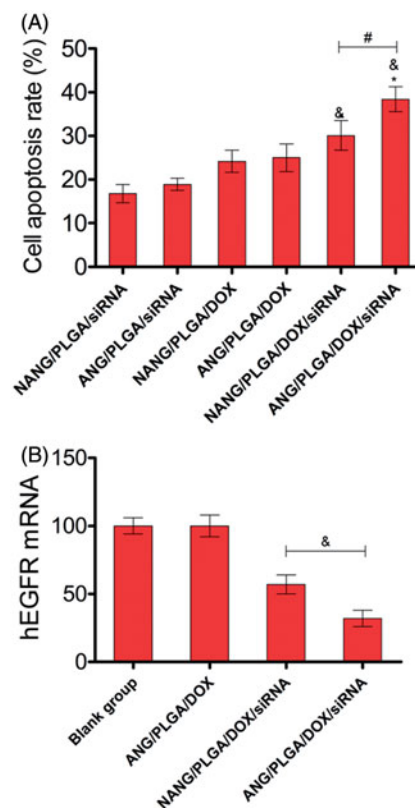 (A)
Cell apoptosis rate (%)
50
40
30
20
10
0
#
&
*
&
NANG/PLGA/siRNA
ANG/PLGA/siRNA
NANG/PLGA/DOX
ANG/PLGA/DOX
NANG/PLGA/DOX/siRNA
ANG/PLGA/DOX/siRNA
(B)
hEGFR mRNA
150
100
50
0
&
Blank group
ANG/PLGA/DOX
NANG/PLGA/DOX/siRNA
ANG/PLGA/DOX/siRNA